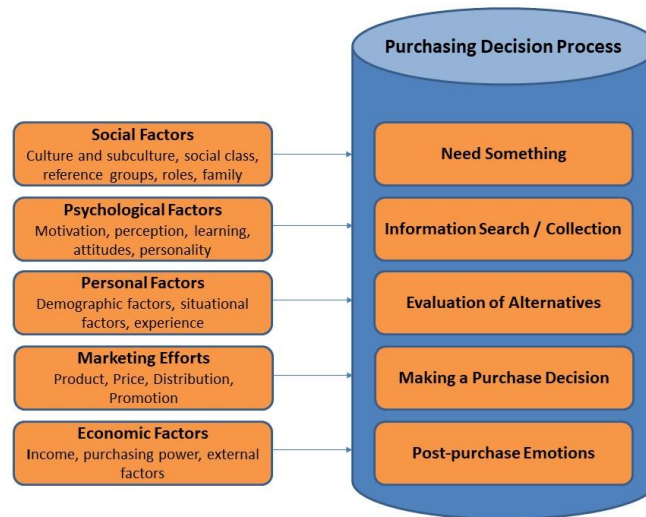 Purchasing Decision Process
Social Factors
Culture and subculture, social class,
reference groups, roles, family
Need Something
Psychological Factors
Motivation, perception, learning,
attitudes, personality
Information Search / Collection
Personal Factors
Demographic factors, situational
factors, experience
Evaluation of Alternatives
Marketing Efforts
Product, Price, Distribution,
Promotion
Making a Purchase Decision
Economic Factors
Income, purchasing power, external
factors
Post-purchase Emotions